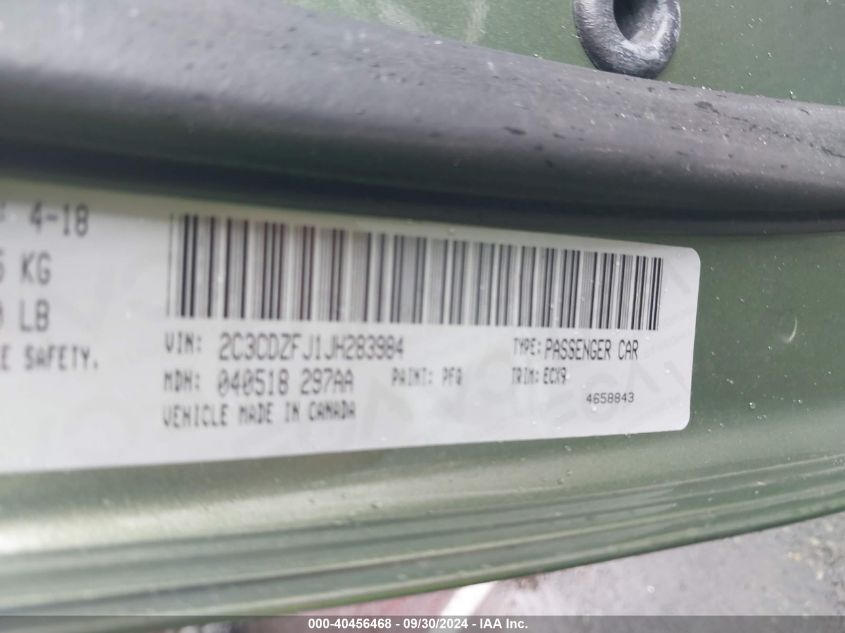 4-18
KG
LB
SAFETY.
VIN: 2C3CDZFJ1JH283984
TYPE: PASSENGER CAR
MDH: 040518 297AA
PAINT: PFQ
TRIM: ECX9
VEHICLE MADE IN CANADA
4658843
000-40456468 - 09/30/2024 - IAA Inc.